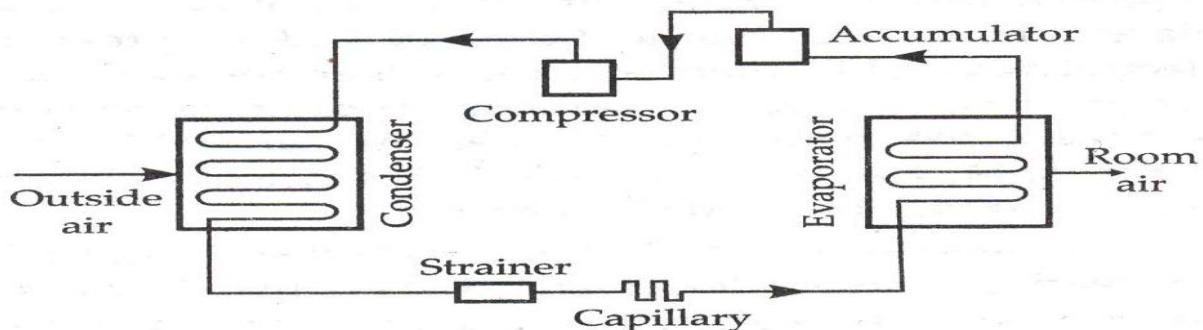 Accumulator
Compressor
Condenser
Evaporator
Outside
air
Room
air
Strainer
Capillary